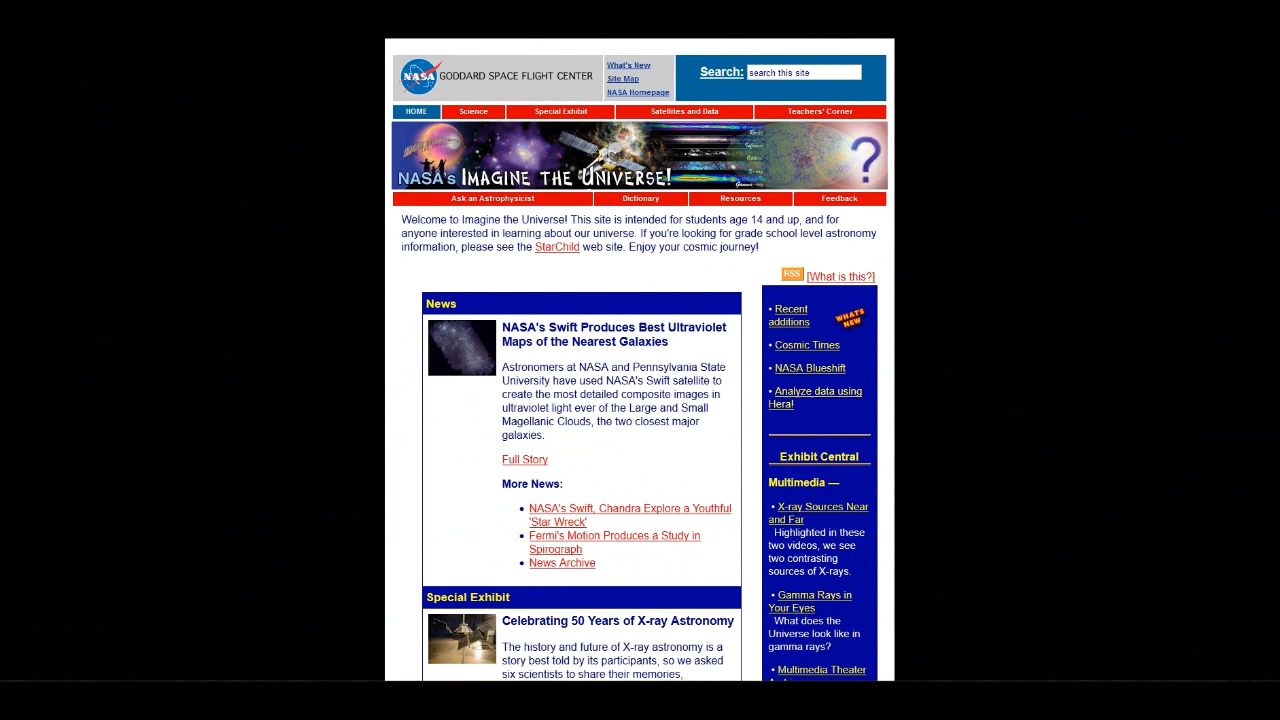 NASA
GODDARD SPACE FLIGHT CENTER
What's New
Site Map
NASA Homepage
Search: search this site
HOME
Science
Special Exhibit
Satellites and Data
Teachers' Corner
NASA's IMAGINE THE UNIVERSE!
?
Ask an Astrophysicist
Dictionary
Resources
Feedback
Welcome to Imagine the Universe! This site is intended for students age 14 and up, and for
anyone interested in learning about our universe. If you're looking for grade school level astronomy
information, please see the StarChild web site. Enjoy your cosmic journey!
RSS [What is this?]
News
NASA's Swift Produces Best Ultraviolet
Maps of the Nearest Galaxies
Astronomers at NASA and Pennsylvania State
University have used NASA's Swift satellite to
create the most detailed composite images in
ultraviolet light ever of the Large and Small
Magellanic Clouds, the two closest major
galaxies.
Full Story
More News:
• NASA's Swift, Chandra Explore a Youthful
'Star Wreck'
• Fermi's Motion Produces a Study in
Spirograph
• News Archive
Special Exhibit
Celebrating 50 Years of X-ray Astronomy
The history and future of X-ray astronomy is a
story best told by its participants, so we asked
six scientists to share their memories,
• Recent
additions
WHATS
NEW
• Cosmic Times
• NASA Blueshift
• Analyze data using
Hera!
Exhibit Central
Multimedia —
• X-ray Sources Near
and Far
Highlighted in these
two videos, we see
two contrasting
sources of X-rays.
• Gamma Rays in
Your Eyes
What does the
Universe look like in
gamma rays?
• Multimedia Theater